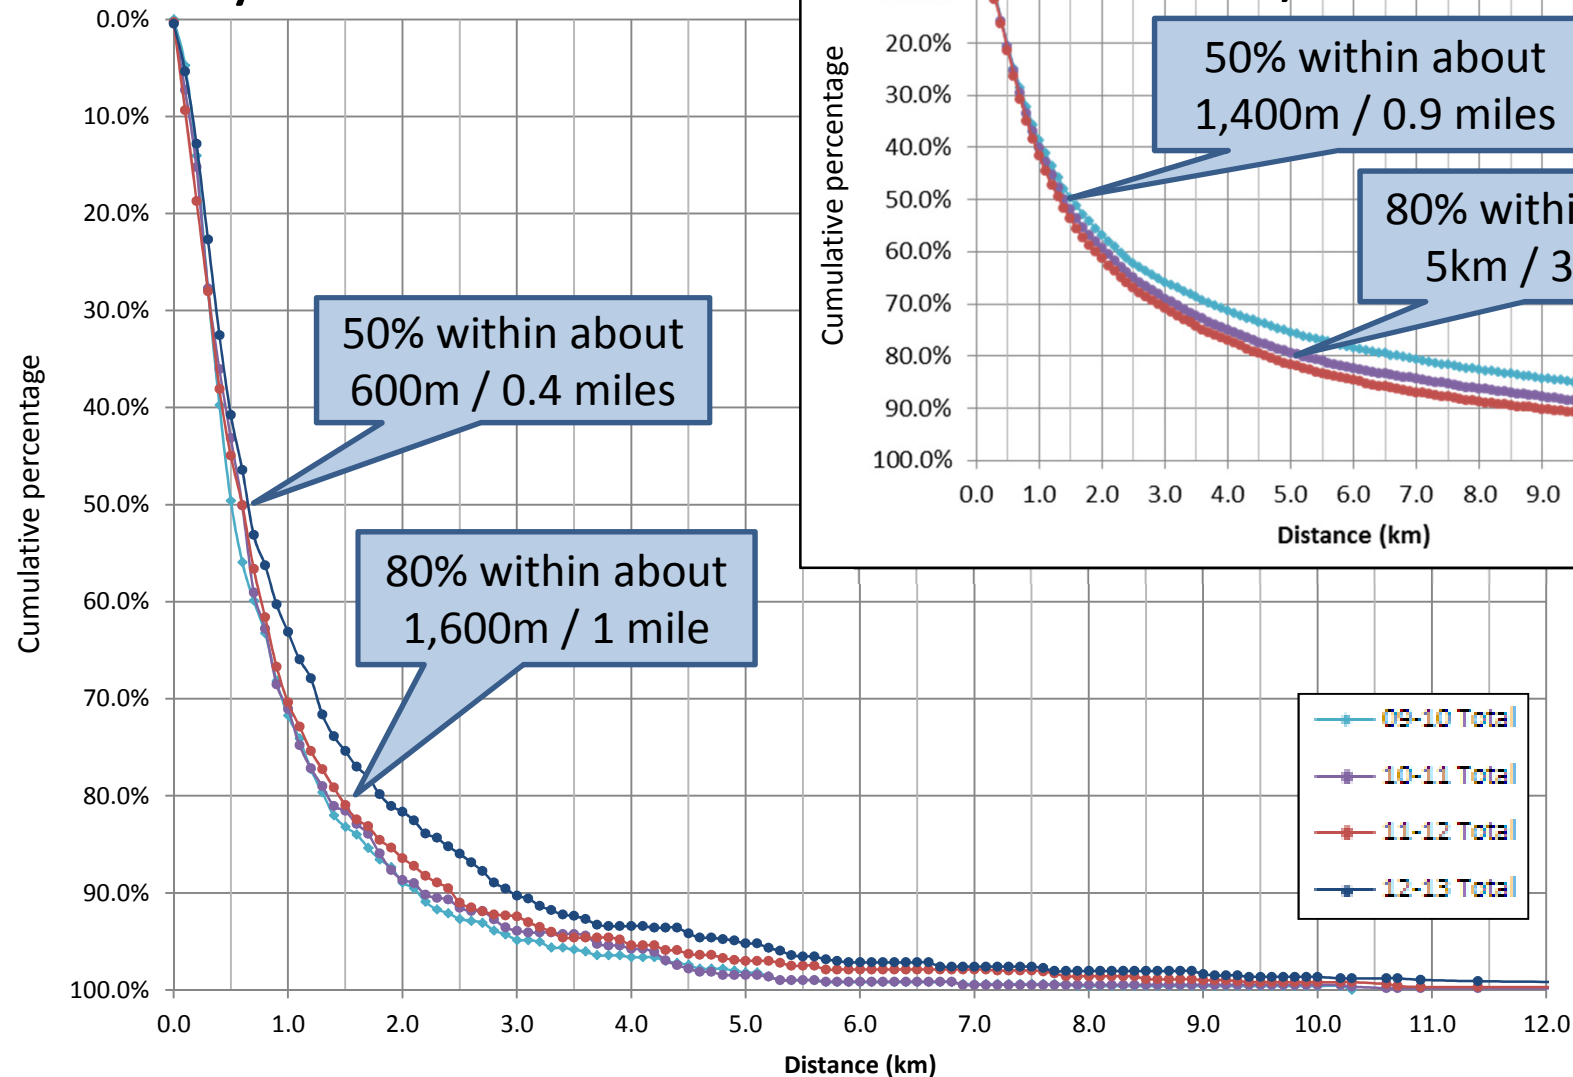 0.0%
10.0%
20.0%
30.0%
40.0%
50.0%
60.0%
70.0%
80.0%
90.0%
100.0%
Cumulative percentage
50% within about
600m / 0.4 miles
80% within about
1,600m / 1 mile
0.0 1.0 2.0 3.0 4.0 5.0 6.0 7.0 8.0 9.0 10.0 11.0 12.0
Distance (km)
09-10 Total
10-11 Total
11-12 Total
12-13 Total
20.0%
30.0%
40.0%
50.0%
60.0%
70.0%
80.0%
90.0%
100.0%
Cumulative percentage
50% within about
1,400m / 0.9 miles
80% withi
5km / 3
0.0 1.0 2.0 3.0 4.0 5.0 6.0 7.0 8.0 9.0
Distance (km)